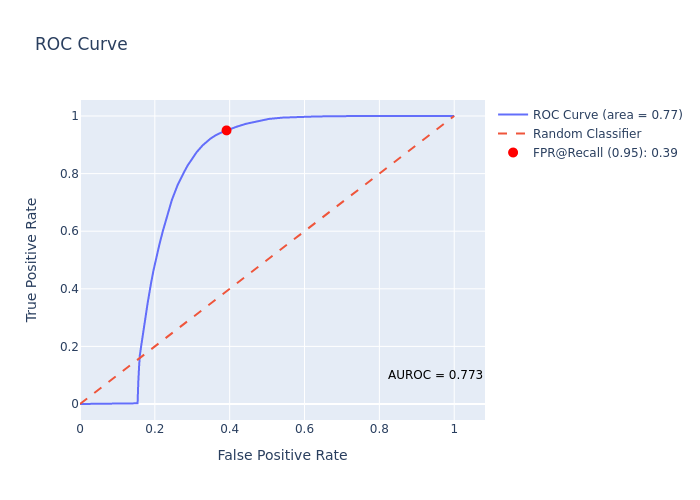 ROC Curve
ROC Curve (area = 0.77)
Random Classifier
FPR@Recall (0.95): 0.39
True Positive Rate
1
0.8
0.6
0.4
0.2
0
AUROC = 0.773
0
0.2
0.4
0.6
0.8
1
False Positive Rate